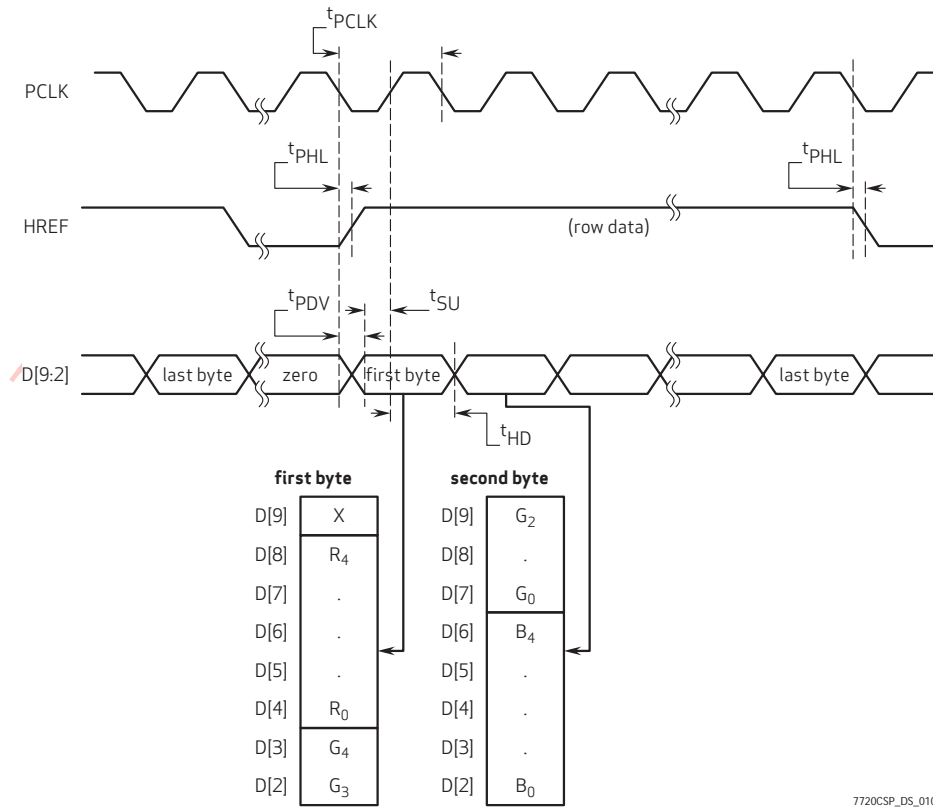 tPCLK
PCLK
tPHL
tPHL
HREF
(row data)
tPDV
tSU
D[9:2]
last byte
zero
first byte
last byte
tHD
first byte
second byte
D[9] X
D[8] R4
D[7] .
D[6] .
D[5] .
D[4] R0
D[3] G4
D[2] G3
D[9] G2
D[8] .
D[7] G0
D[6] B4
D[5] .
D[4] .
D[3] .
D[2] B0